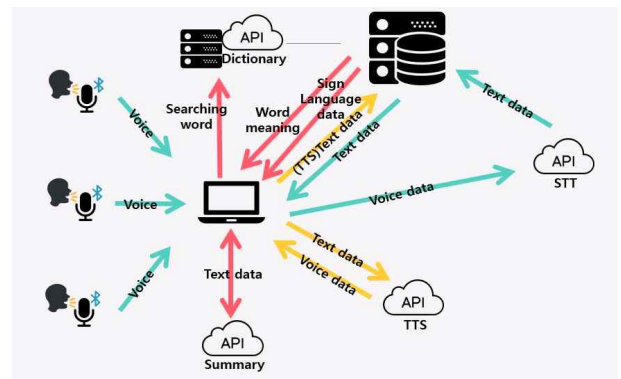 API
Dictionary
Searching
word
Word
meaning
Sign
Language
data
(TTS)Text data
Text data
Text data
API
STT
Voice
Voice
Voice
Voice data
Text data
Voice data
API
TTS
Text data
API
Summary